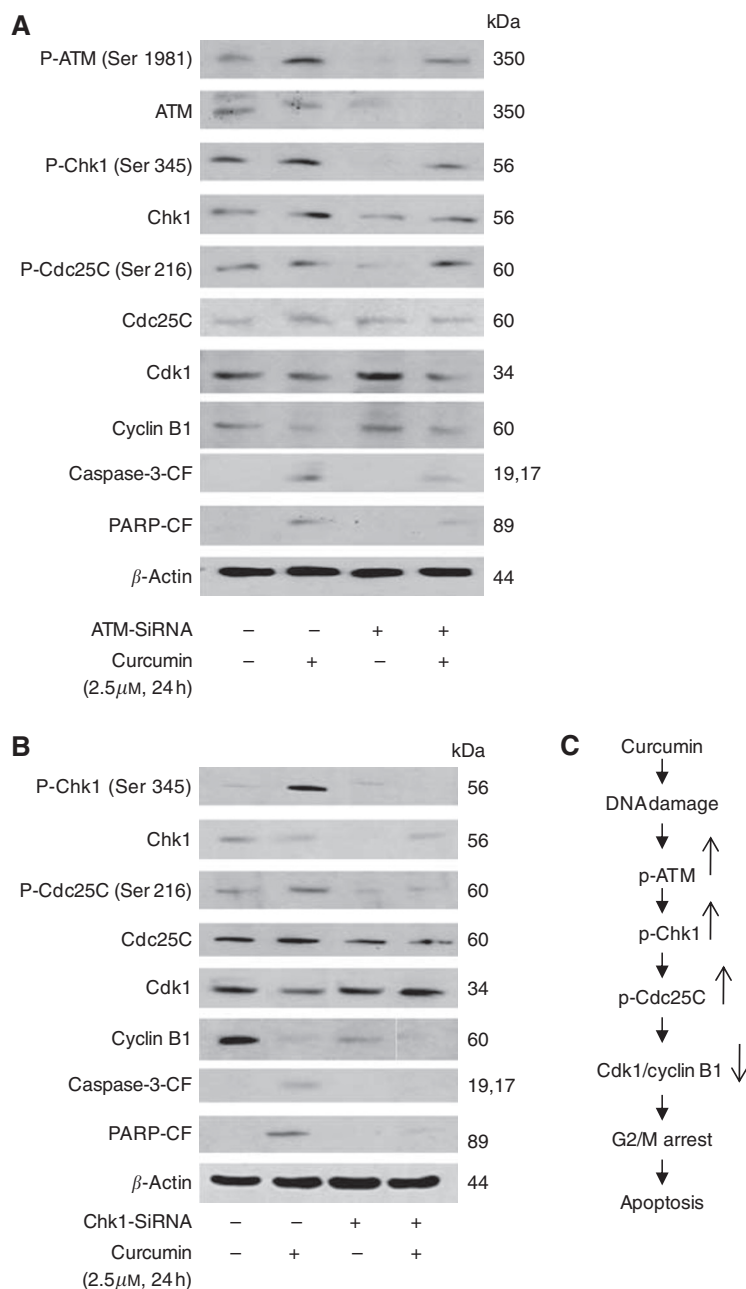 A
kDa
P-ATM (Ser 1981) 350
ATM 350
P-Chk1 (Ser 345) 56
Chk1 56
P-Cdc25C (Ser 216) 60
Cdc25C 60
Cdk1 34
Cyclin B1 60
Caspase-3-CF 19,17
PARP-CF 89
β-Actin 44
ATM-SiRNA – – + +
Curcumin – + – +
(2.5μM, 24 h)
B
kDa
P-Chk1 (Ser 345) 56
Chk1 56
P-Cdc25C (Ser 216) 60
Cdc25C 60
Cdk1 34
Cyclin B1 60
Caspase-3-CF 19,17
PARP-CF 89
β-Actin 44
Chk1-SiRNA – – + +
Curcumin – + – +
(2.5μM, 24 h)
C
Curcumin
DNA damage
p-ATM
p-Chk1
p-Cdc25C
Cdk1/cyclin B1
G2/M arrest
Apoptosis